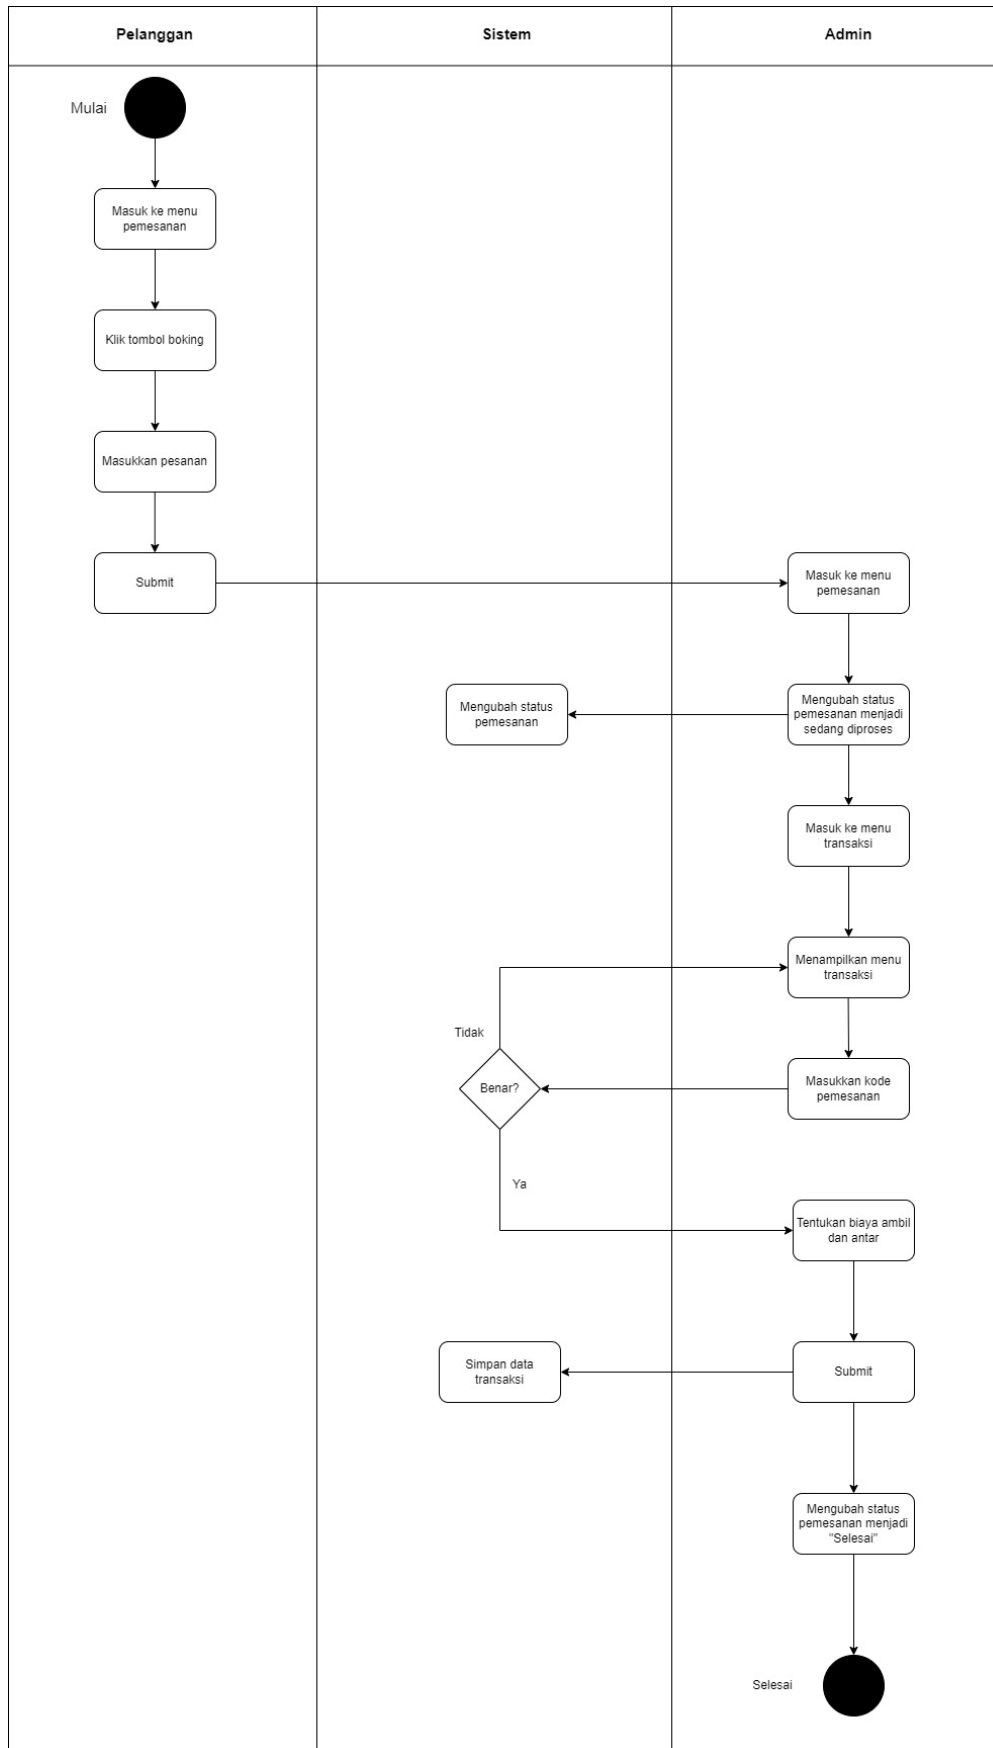 Pelanggan
Sistem
Admin
Mulai
Masuk ke menu
pemesanan
Klik tombol boking
Masukkan pesanan
Submit
Masuk ke menu
pemesanan
Mengubah status
pemesanan
Mengubah status
pemesanan menjadi
sedang diproses
Masuk ke menu
transaksi
Menampilkan menu
transaksi
Tidak
Benar?
Masukkan kode
pemesanan
Ya
Tentukan biaya ambil
dan antar
Simpan data
transaksi
Submit
Mengubah status
pemesanan menjadi
"Selesai"
Selesai